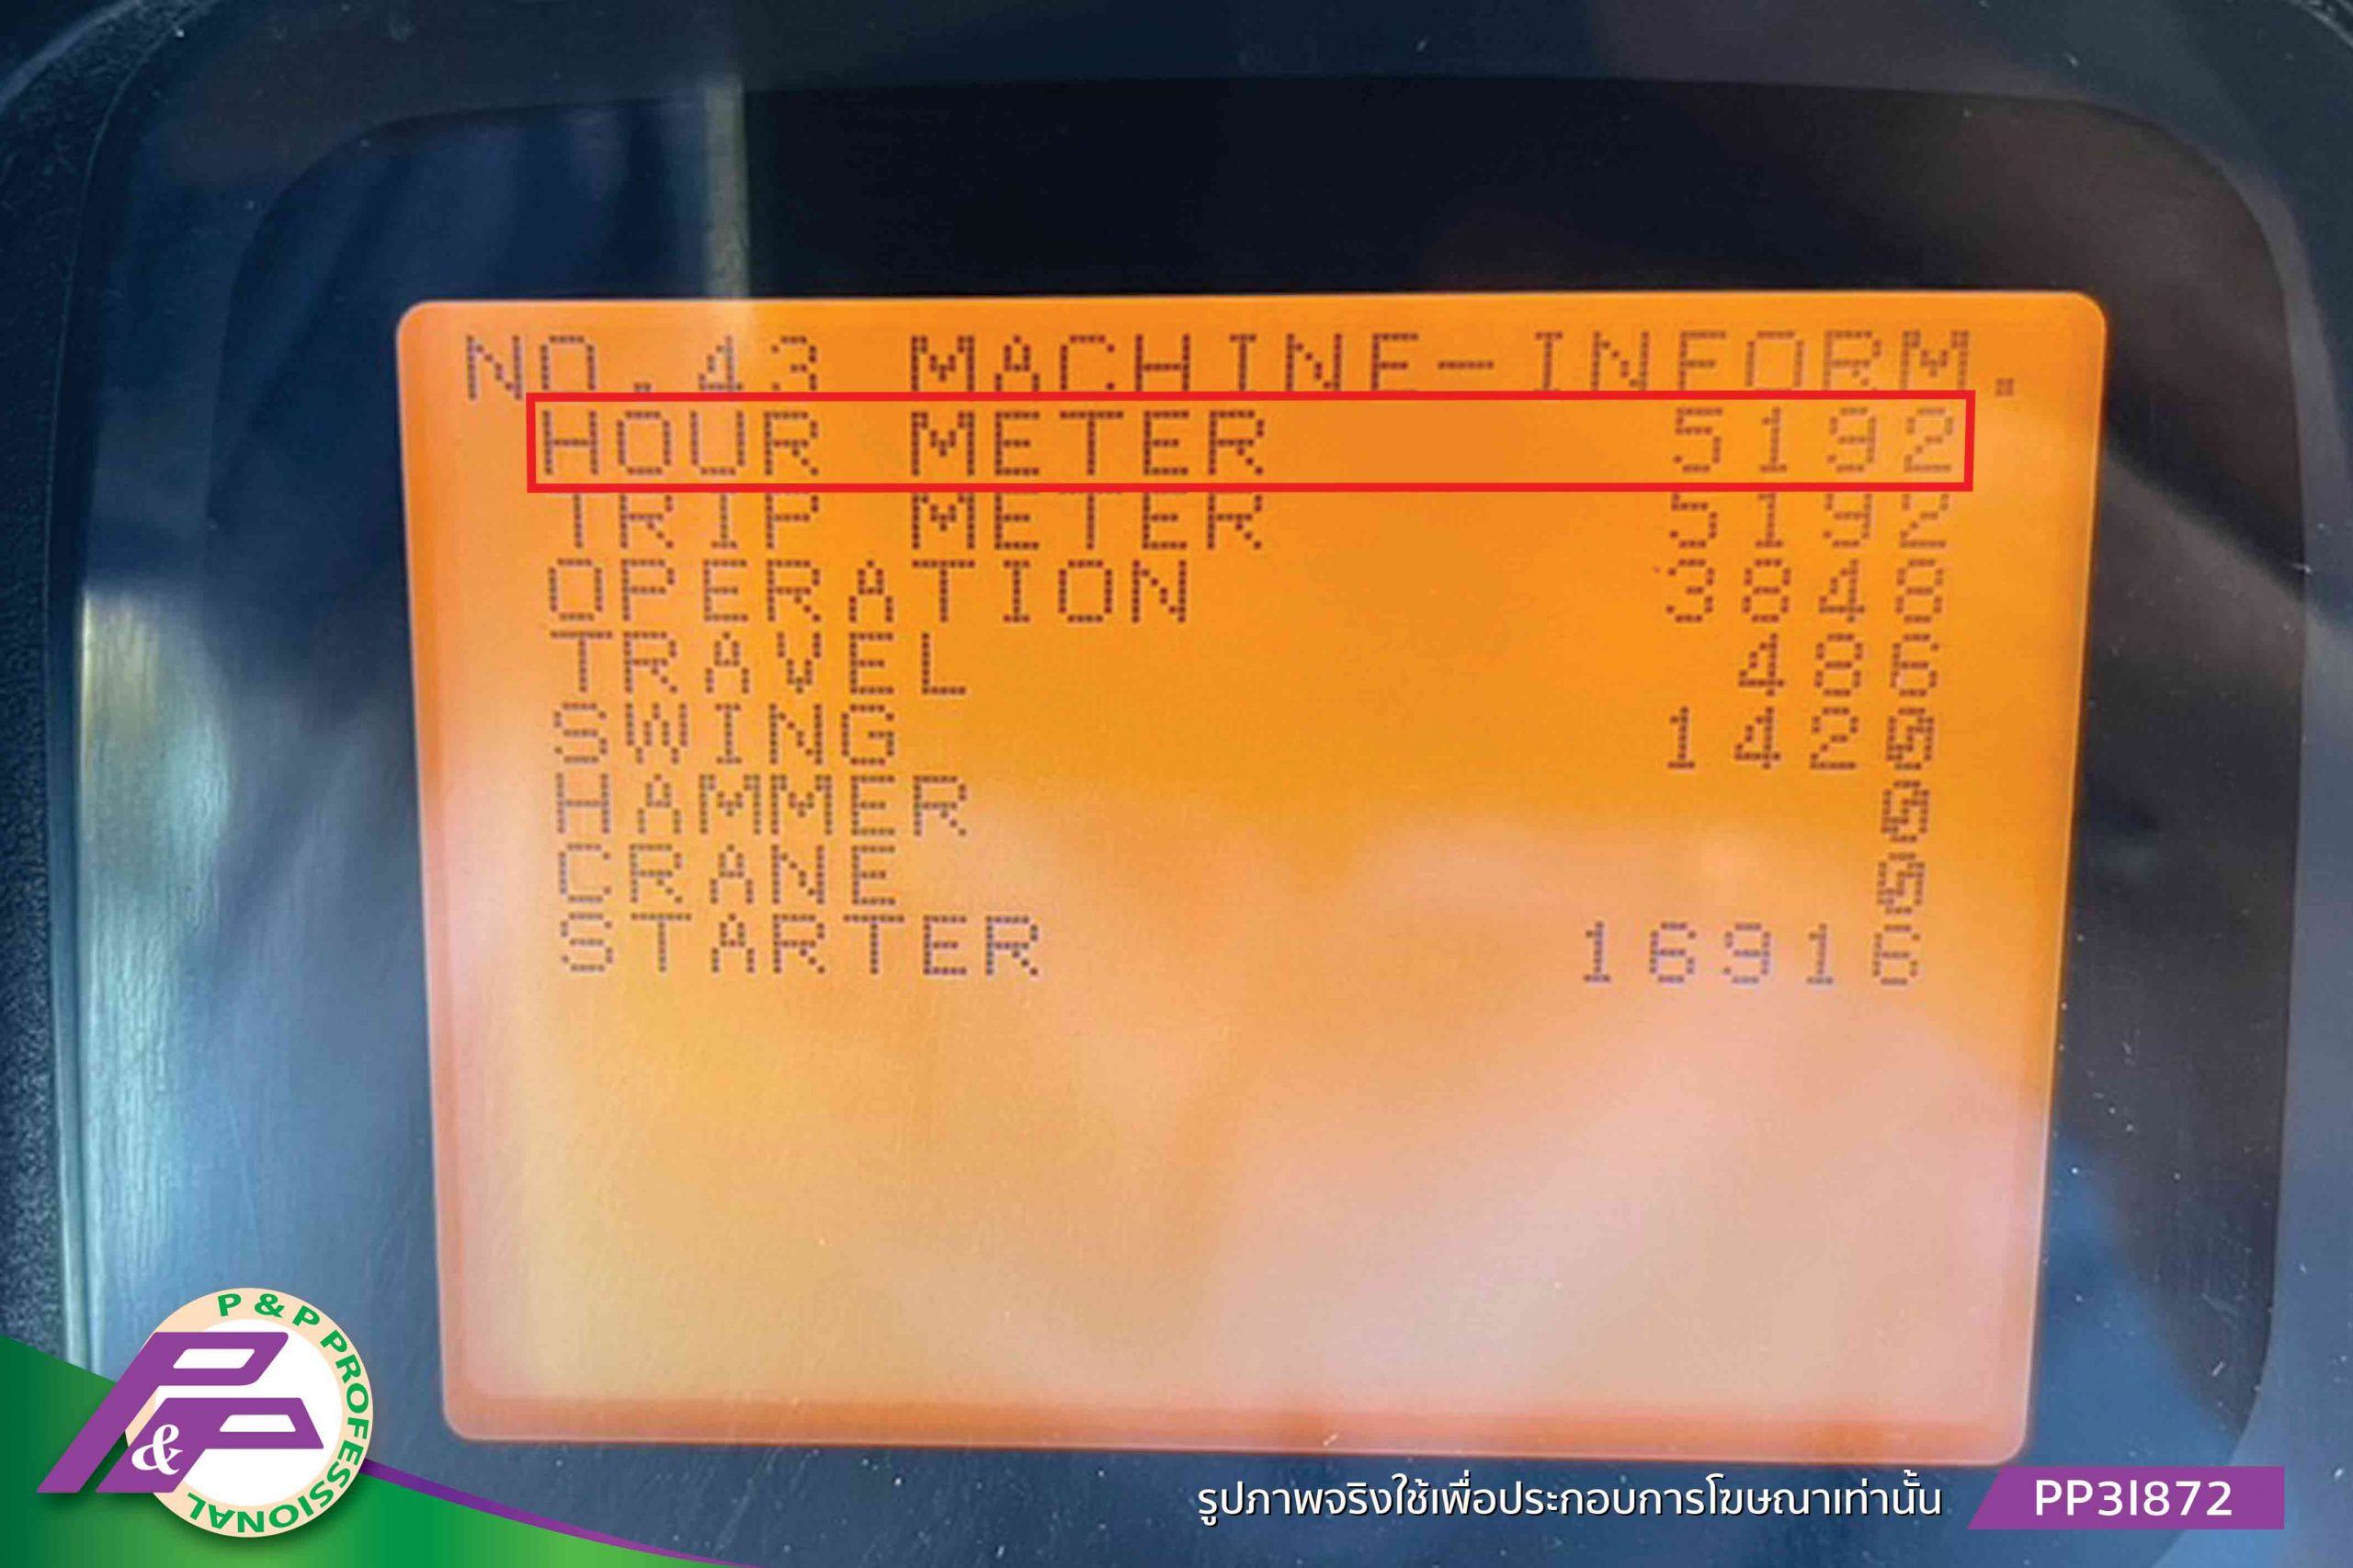 NO.43 MACHINE-INFORM.
HOUR METER 5192
TRIP METER 5192
OPERATION 3848
TRAVEL 486
SWING 1420
HAMMER 0
CRANE 0
STARTER 16916
P & P PROFESSIONAL
P&P
รูปภาพจริงใช้เพื่อประกอบการโฆษณาเท่านั้น
PP3I872